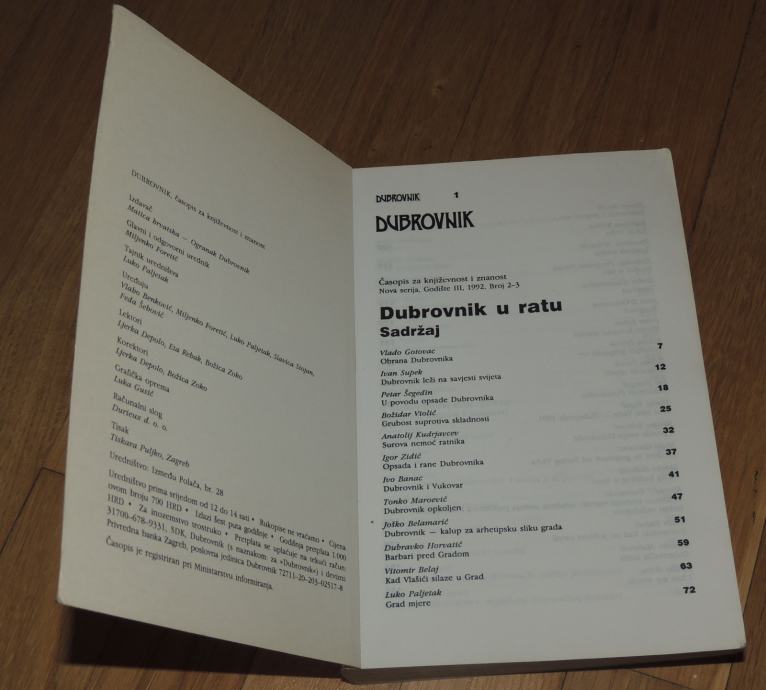 DUBROVNIK, časopis za književnost i znanost
Izdavač
Matica hrvatska — Ogranak Dubrovnik
Glavni i odgovorni urednik
Miljenko Foretić
Tajnik uredništva
Luko Paljetak
Uređuju
Vlaho Benković, Miljenko Foretić, Luko Paljetak, Slavica Stojan,
Feđa Šehović
Lektori
Ijerka Depolo, Eta Rehak, Božica Zoko
Korektori
Ijerka Depolo, Božica Zoko
Grafička oprema
Luka Gusić
Računalni slog
Durieux d. o. o.
Tisak
Tiskara Puljko, Zagreb
Uredništvo: Između Polača, br. 28
Uredništvo prima srijedom od 12 do 14 sati • Rukopise ne vraćamo • Cijena
ovom broju 700 HRD • Izlazi šest puta godišnje • Godišnja preplata 1 000
HRD • Za inozemstvo trostruko • Preplata se uplaćuje na tekući račun
31700-678-9331, SDK, Dubrovnik (s naznakom: za »Dubrovnik«) i devizni
Privredna banka Zagreb, poslovna jedinica Dubrovnik 72711-20-203-02517-8
Časopis je registriran pri Ministarstvu informiranja.
DUBROVNIK 1
DUBROVNIK
Časopis za književnost i znanost
Nova serija, Godište III, 1992, Broj 2–3
Dubrovnik u ratu
Sadržaj
Vlado Gotovac 7
Obrana Dubrovnika
Ivan Supek 12
Dubrovnik leži na savjesti svijeta
Petar Šegedin 18
U povodu opsade Dubrovnika
Božidar Violić 25
Grubost suprotiva skladnosti
Anatolij Kudrjavcev 32
Surova nemoć ratnika
Igor Zidić 37
Opsada i rane Dubrovnika
Ivo Banac 41
Dubrovnik i Vukovar
Tonko Maroević 47
Dubrovnik opkoljen
Joško Belamarić 51
Dubrovnik — kalup za arhetipsku sliku grada
Dubravko Horvatić 59
Barbari pred Gradom
Vitomir Belaj 63
Kad Vlašići silaze u Grad
Luko Paljetak 72
Grad mjere